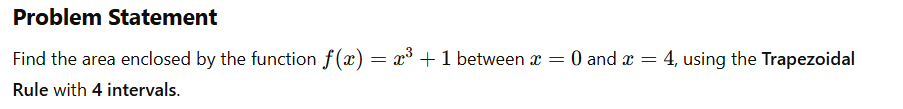 Problem Statement
Find the area enclosed by the function f(x) = x³ + 1 between x = 0 and x = 4, using the Trapezoidal
Rule with 4 intervals.